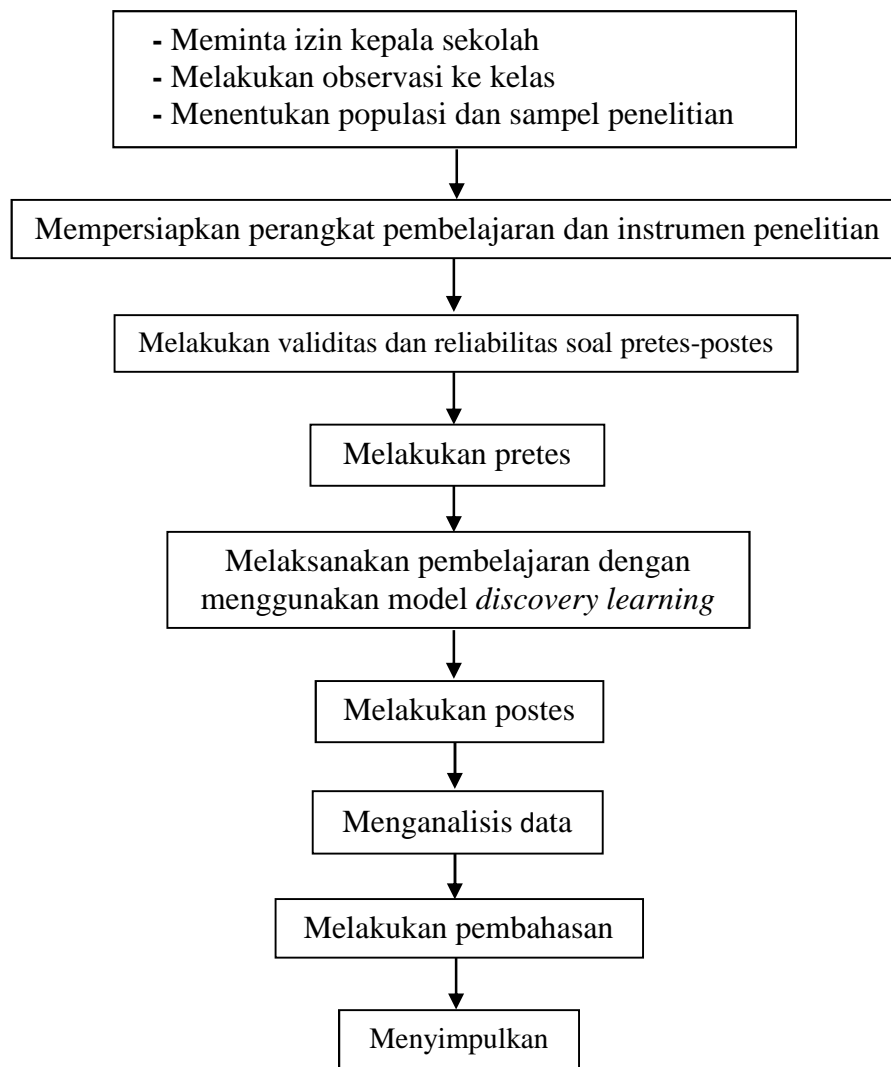 - Meminta izin kepala sekolah
- Melakukan observasi ke kelas
- Menentukan populasi dan sampel penelitian
Mempersiapkan perangkat pembelajaran dan instrumen penelitian
Melakukan validitas dan reliabilitas soal pretes-postes
Melakukan pretes
Melaksanakan pembelajaran dengan
menggunakan model discovery learning
Melakukan postes
Menganalisis data
Melakukan pembahasan
Menyimpulkan